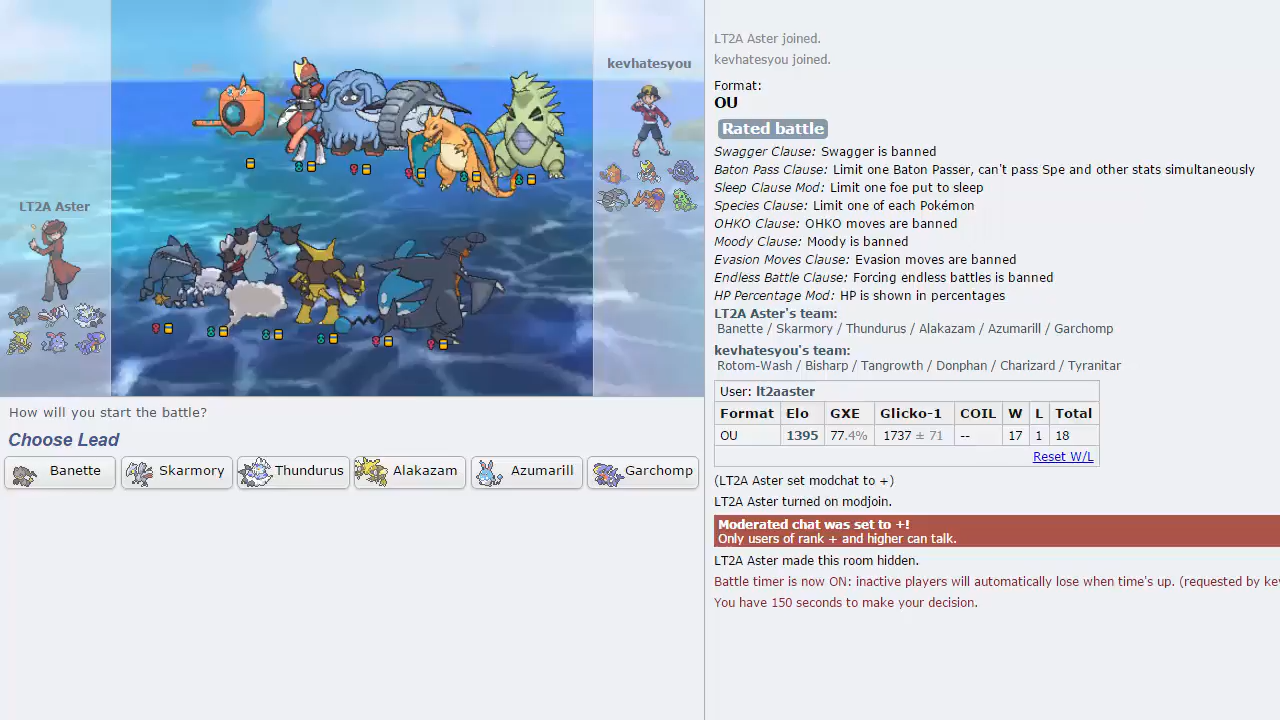 kevhatesyou
LT2A Aster
How will you start the battle?
Choose Lead
Banette
Skarmory
Thundurus
Alakazam
Azumarill
Garchomp
LT2A Aster joined.
kevhatesyou joined.
Format:
OU
Rated battle
Swagger Clause: Swagger is banned
Baton Pass Clause: Limit one Baton Passer, can't pass Spe and other stats simultaneously
Sleep Clause Mod: Limit one foe put to sleep
Species Clause: Limit one of each Pokémon
OHKO Clause: OHKO moves are banned
Moody Clause: Moody is banned
Evasion Moves Clause: Evasion moves are banned
Endless Battle Clause: Forcing endless battles is banned
HP Percentage Mod: HP is shown in percentages
LT2A Aster's team:
Banette / Skarmory / Thundurus / Alakazam / Azumarill / Garchomp
kevhatesyou's team:
Rotom-Wash / Bisharp / Tangrowth / Donphan / Charizard / Tyranitar
User: lt2aaster
Format Elo GXE Glicko-1 COIL W L Total
OU 1395 77.4% 1737 ± 71 -- 17 1 18
Reset W/L
(LT2A Aster set modchat to +)
LT2A Aster turned on modjoin.
Moderated chat was set to +!
Only users of rank + and higher can talk.
LT2A Aster made this room hidden.
Battle timer is now ON: inactive players will automatically lose when time's up. (requested by kev
You have 150 seconds to make your decision.